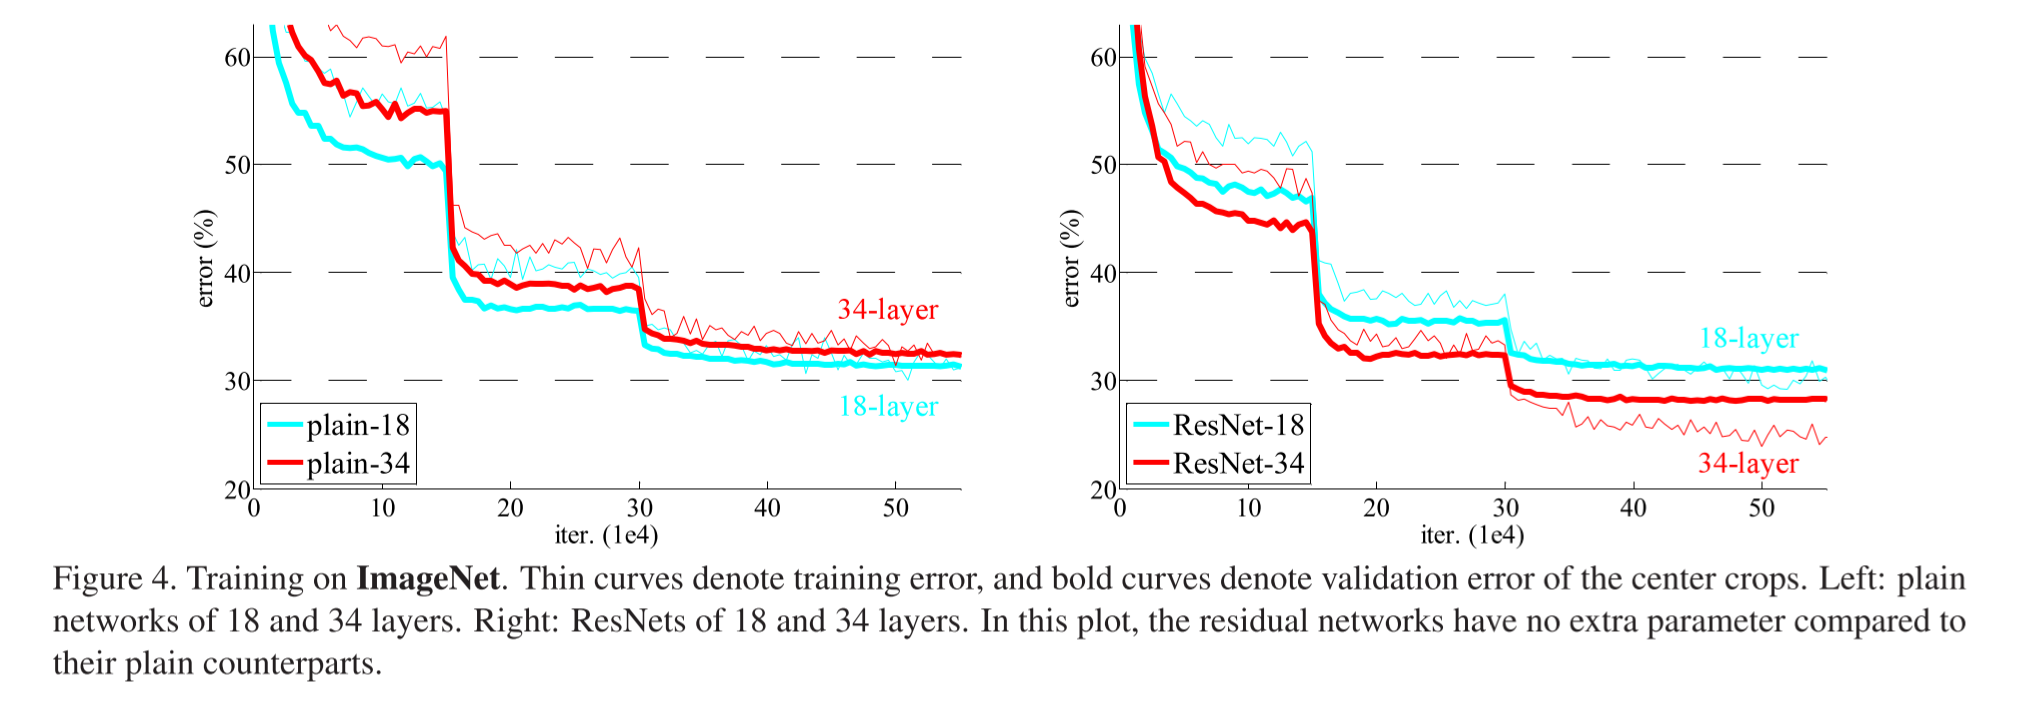 60
50
40
30
20
error (%)
34-layer
18-layer
plain-18
plain-34
0 10 20 30 40 50
iter. (1e4)
60
50
40
30
20
error (%)
18-layer
34-layer
ResNet-18
ResNet-34
0 10 20 30 40 50
iter. (1e4)
Figure 4. Training on ImageNet. Thin curves denote training error, and bold curves denote validation error of the center crops. Left: plain
networks of 18 and 34 layers. Right: ResNets of 18 and 34 layers. In this plot, the residual networks have no extra parameter compared to
their plain counterparts.